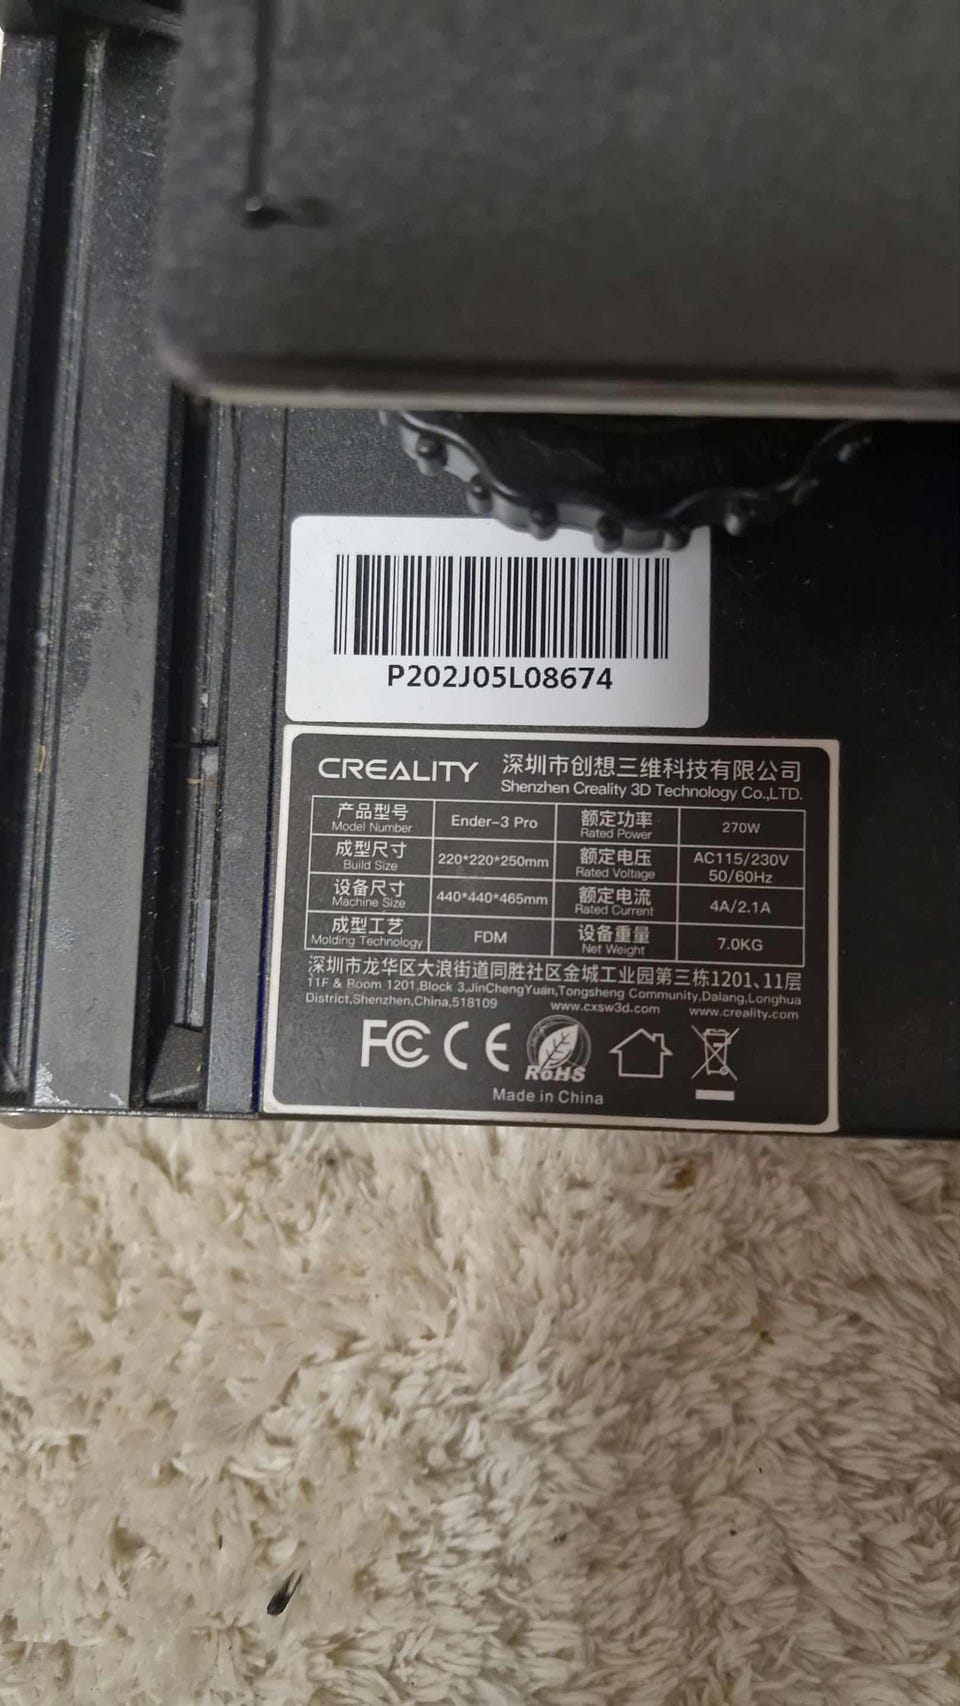 P202J05L08674
CREALITY 深圳市创想三维科技有限公司
Shenzhen Creality 3D Technology Co.,LTD.
产品型号 Ender-3 Pro 额定功率 270W
Model Number Rated Power
成型尺寸 220*220*250mm 额定电压 AC115/230V
Build Size Rated Voltage 50/60Hz
设备尺寸 440*440*465mm 额定电流 4A/2.1A
Machine Size Rated Current
成型工艺 FDM 设备重量 7.0KG
Molding Technology Net Weight
深圳市龙华区大浪街道同胜社区金城工业园第三栋1201、11层
11F & Room 1201,Block 3,JinChengYuan,Tongsheng Community,Dalang,Longhua
District,Shenzhen,China,518109 www.cxsw3d.com www.creality.com
FC CE RoHS
Made in China